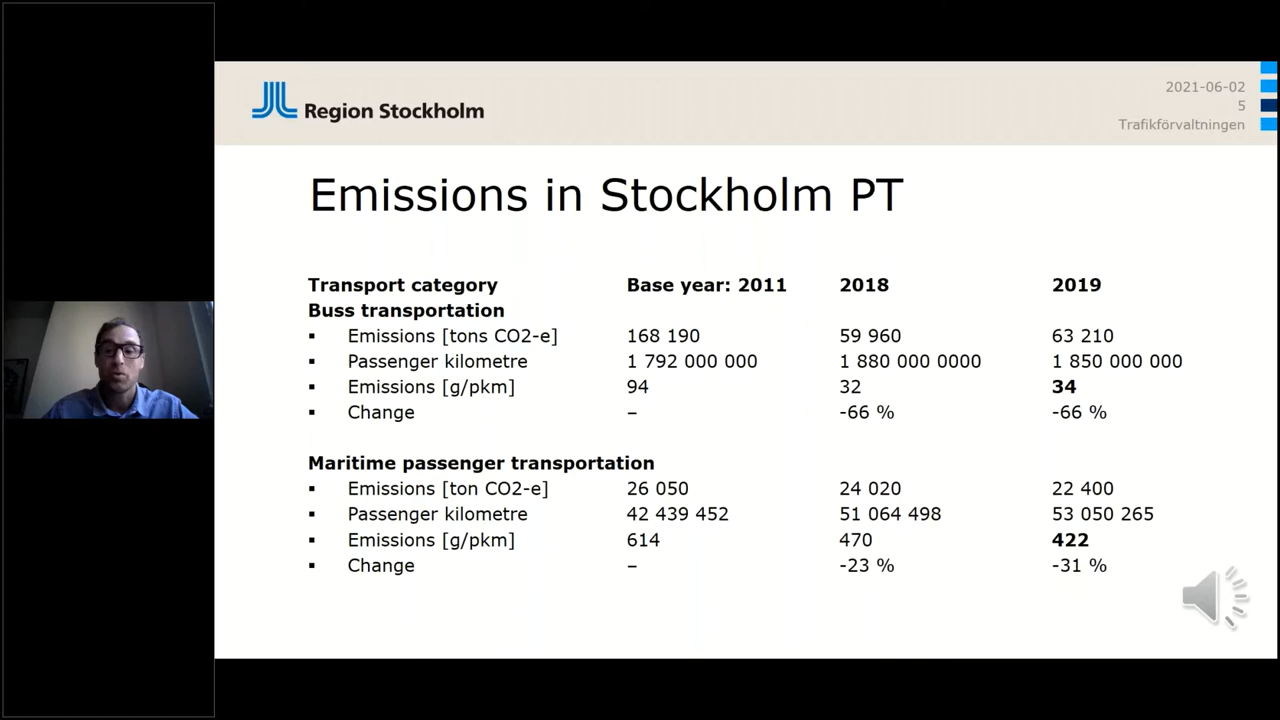 Region Stockholm
2021-06-02
5
Trafikförvaltningen
Emissions in Stockholm PT
Transport category Base year: 2011 2018 2019
Buss transportation
▪ Emissions [tons CO2-e] 168 190 59 960 63 210
▪ Passenger kilometre 1 792 000 000 1 880 000 0000 1 850 000 000
▪ Emissions [g/pkm] 94 32 34
▪ Change – -66 % -66 %
Maritime passenger transportation
▪ Emissions [ton CO2-e] 26 050 24 020 22 400
▪ Passenger kilometre 42 439 452 51 064 498 53 050 265
▪ Emissions [g/pkm] 614 470 422
▪ Change – -23 % -31 %